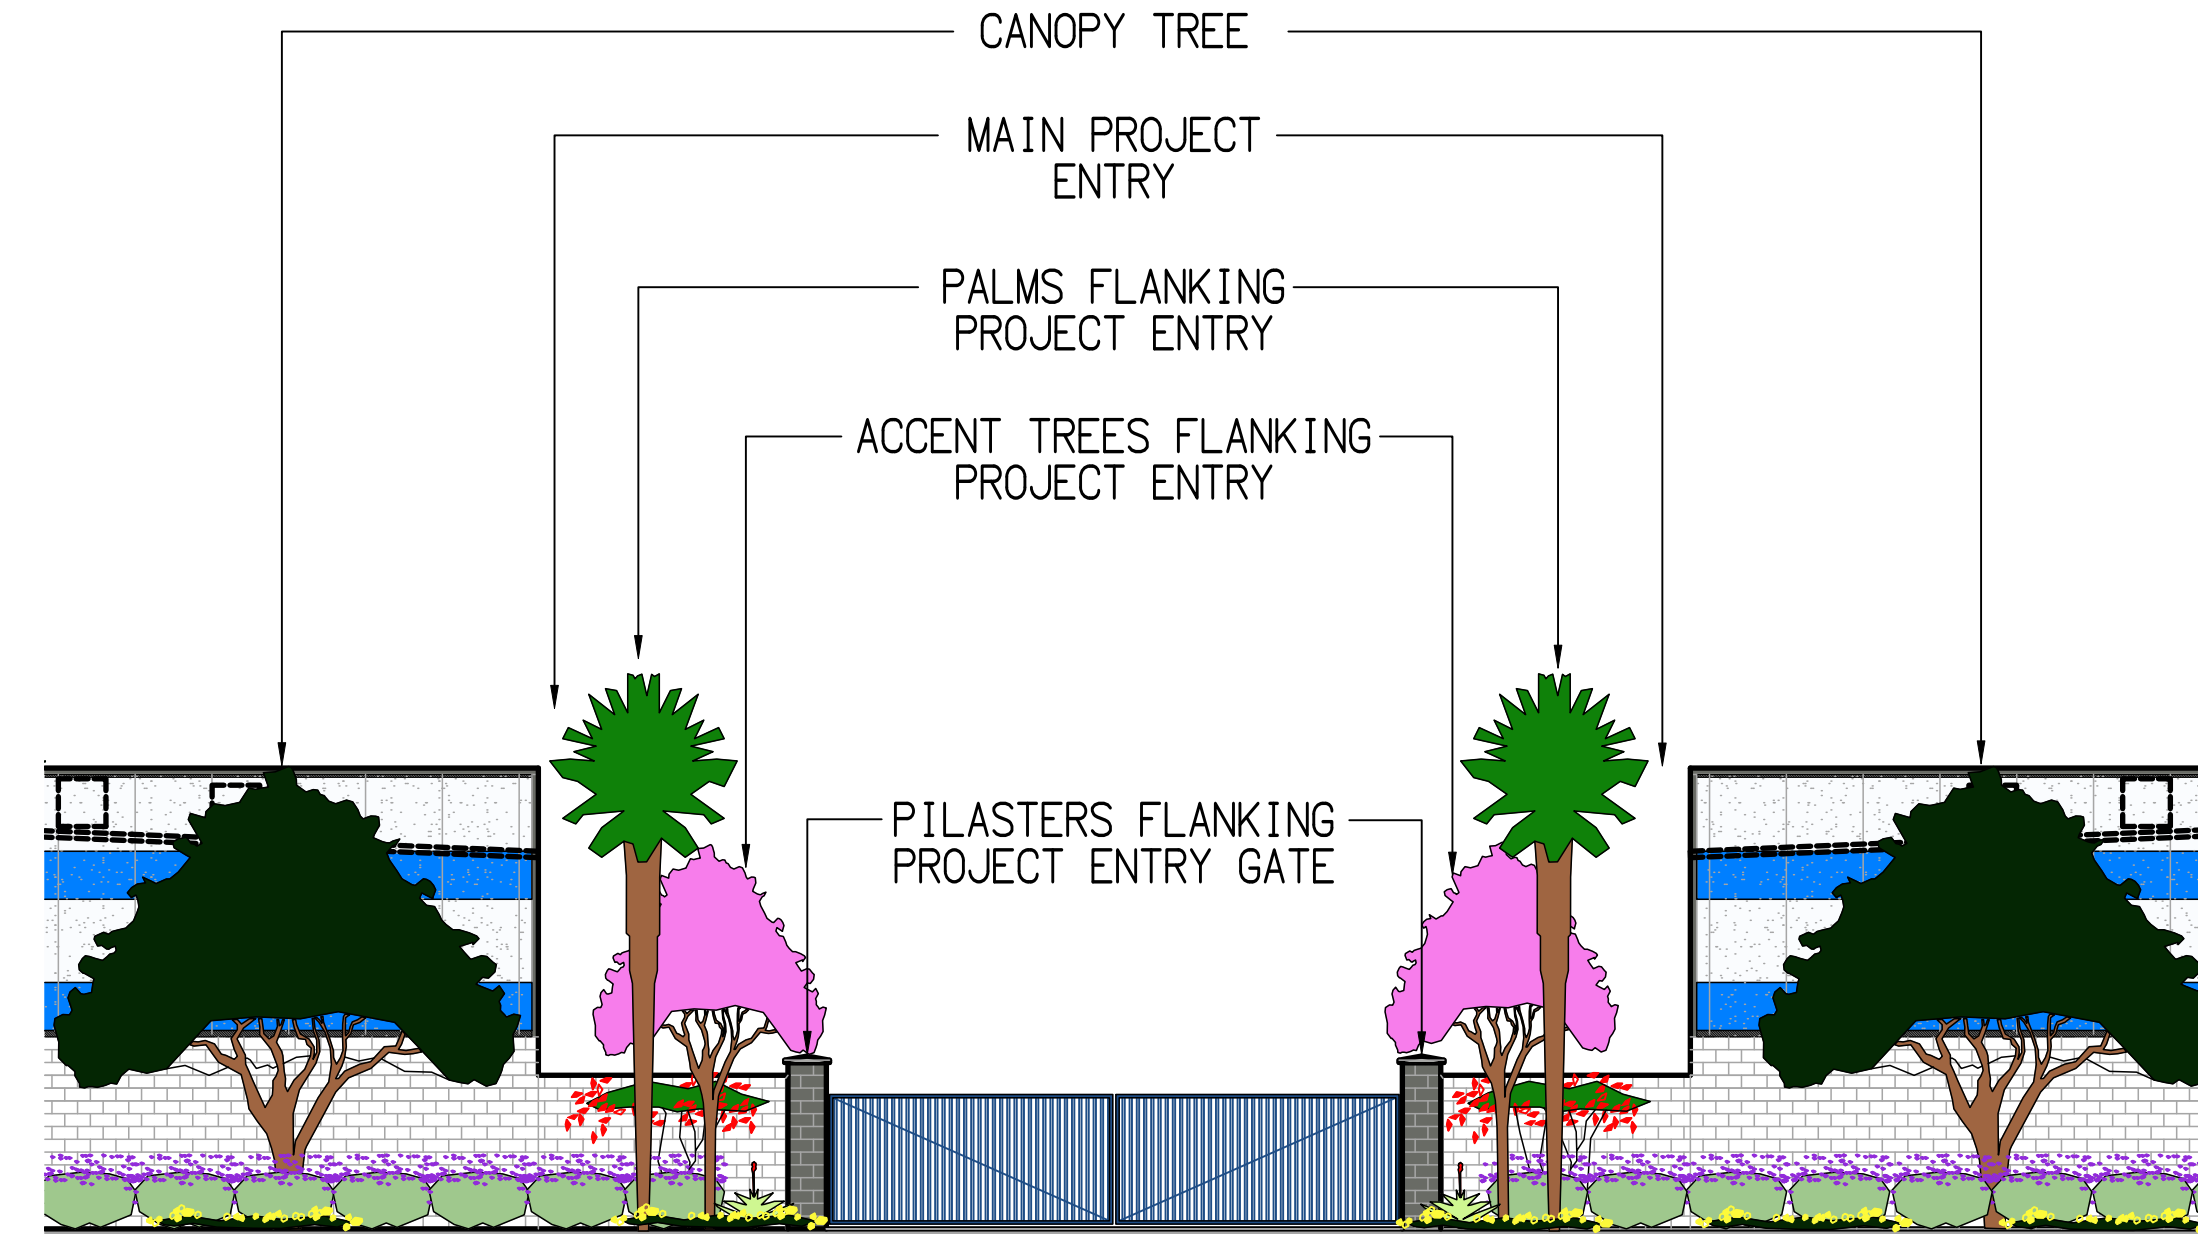 CANOPY TREE
MAIN PROJECT
ENTRY
PALMS FLANKING
PROJECT ENTRY
ACCENT TREES FLANKING
PROJECT ENTRY
PILASTERS FLANKING
PROJECT ENTRY GATE